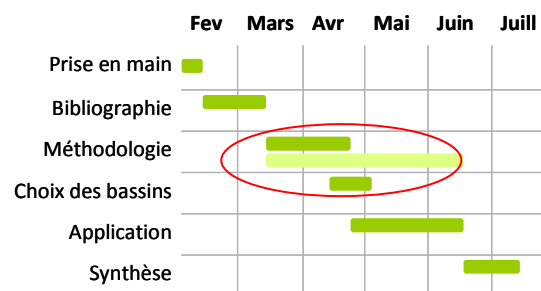 Fev Mars Avr Mai Juin Juill
Prise en main
Bibliographie
Méthodologie
Choix des bassins
Application
Synthèse